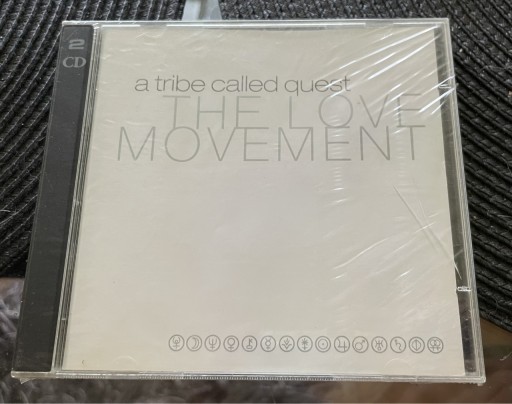 2
CD
a tribe called quest
THE LOVE
MOVEMENT